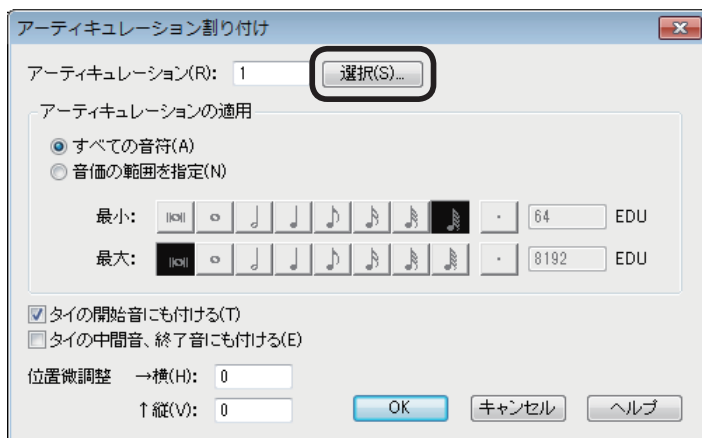 アーティキュレーション割り付け
アーティキュレーション(R): 1 選択(S)...
アーティキュレーションの適用
すべての音符(A)
音価の範囲を指定(N)
最小: 64 EDU
最大: 8192 EDU
タイの開始音にも付ける(T)
タイの中間音、終了音にも付ける(E)
位置微調整 →横(H): 0
↑縦(V): 0 OK キャンセル ヘルプ